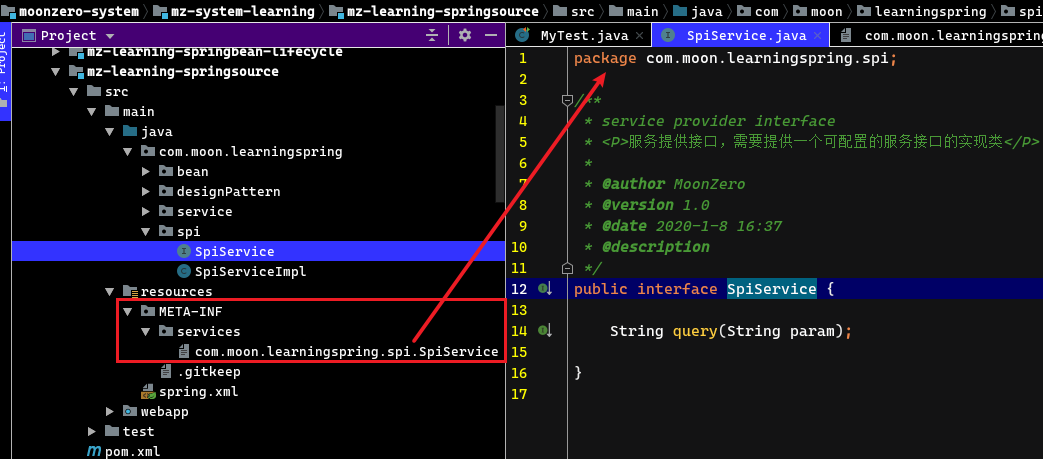 moonzero-system
mz-system-learning
mz-learning-springsource
src
main
java
com
moon
learningspring
spi
Project
1: Project
mz-learning-springbean-lifecycle
mz-learning-springsource
src
main
java
com.moon.learningspring
bean
designPattern
service
spi
SpiService
SpiServiceImpl
resources
META-INF
services
com.moon.learningspring.spi.SpiService
.gitkeep
spring.xml
webapp
test
pom.xml
MyTest.java
SpiService.java
com.moon.learningspring
1 package com.moon.learningspring.spi;
2
3 /**
4 * service provider interface
5 * <P>服务提供接口，需要提供一个可配置的服务接口的实现类</P>
6 *
7 * @author MoonZero
8 * @version 1.0
9 * @date 2020-1-8 16:37
10 * @description
11 */
12 public interface SpiService {
13
14 String query(String param);
15
16 }
17